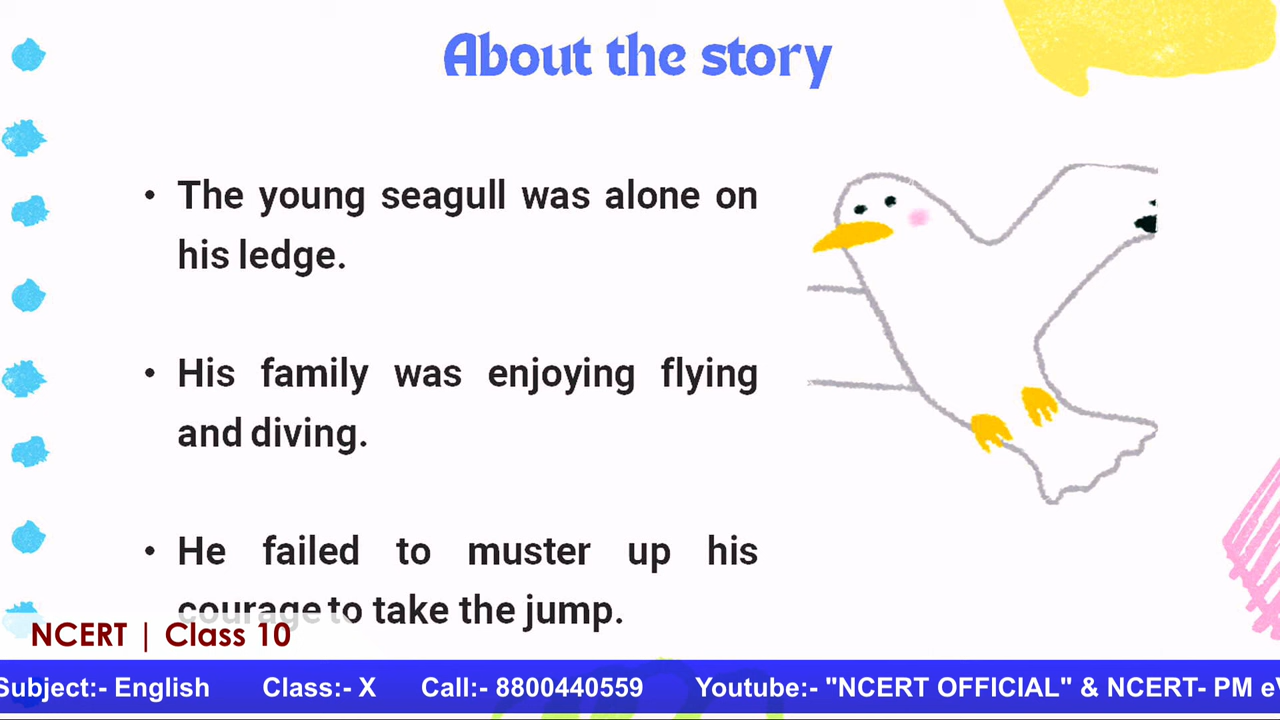 About the story
• The young seagull was alone on
his ledge.
• His family was enjoying flying
and diving.
• He failed to muster up his
courage to take the jump.
NCERT | Class 10
Subject:- English Class:- X Call:- 8800440559 Youtube:- "NCERT OFFICIAL" & NCERT- PM eV